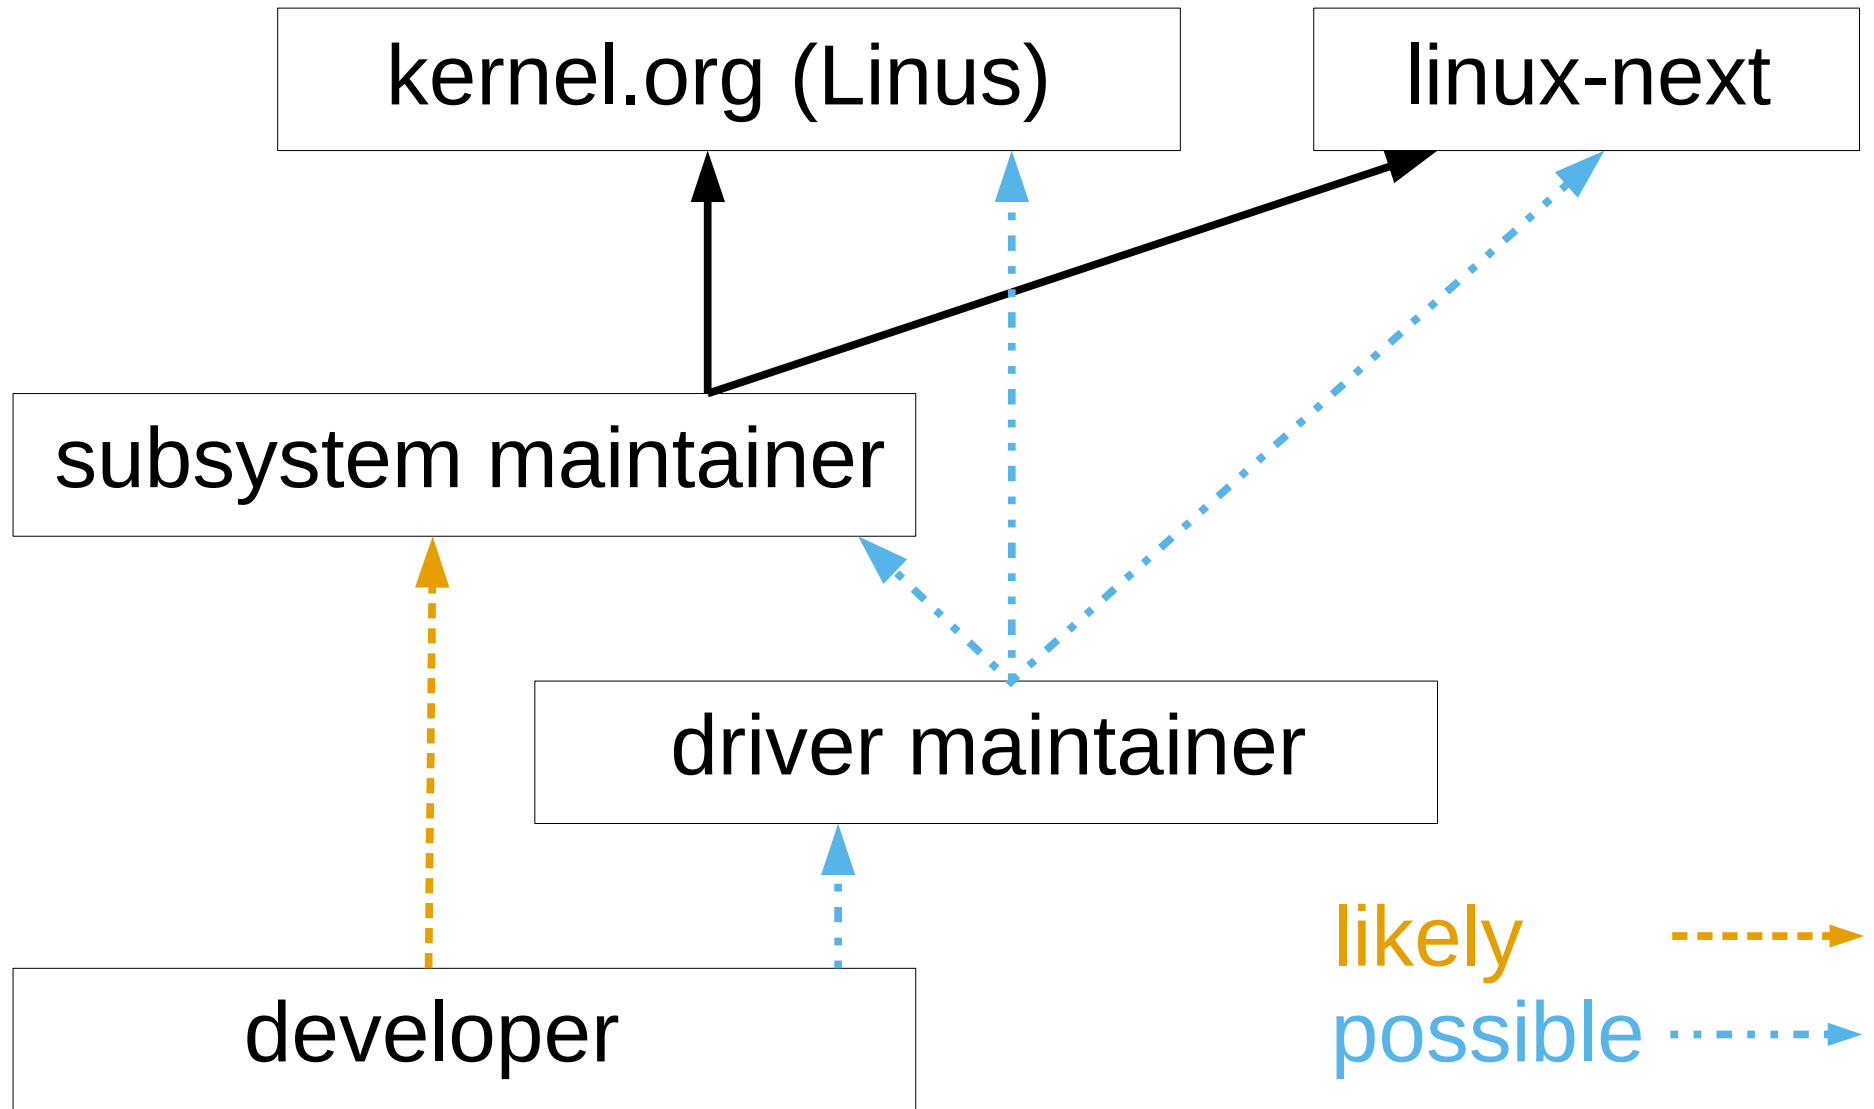 kernel.org (Linus)
linux-next
subsystem maintainer
driver maintainer
developer
likely
possible